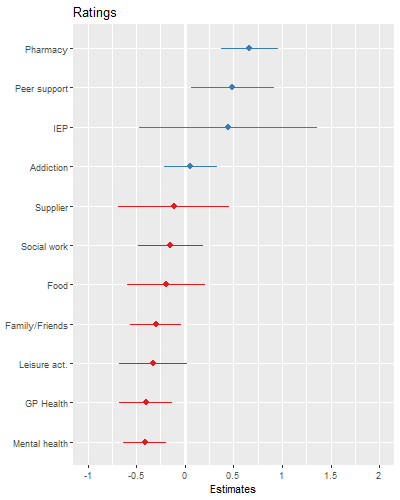 Ratings
Pharmacy
Peer support
IEP
Addiction
Supplier
Social work
Food
Family/Friends
Leisure act.
GP Health
Mental health
-1 -0.5 0 0.5 1 1.5 2
Estimates